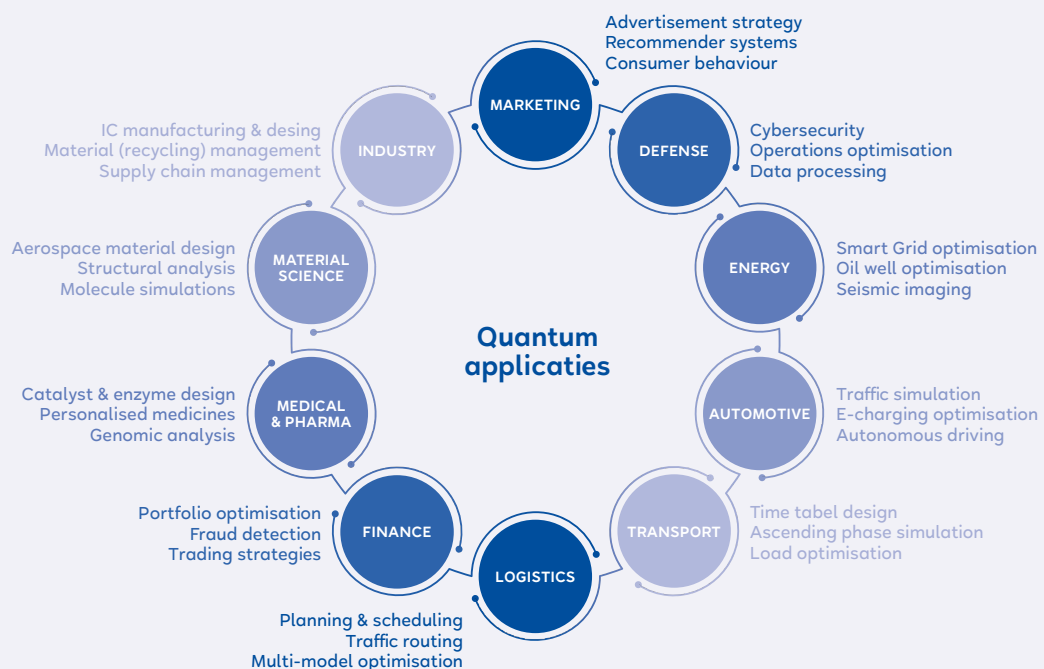 Advertisement strategy
Recommender systems
Consumer behaviour
MARKETING
Cybersecurity
Operations optimisation
Data processing
DEFENSE
Smart Grid optimisation
Oil well optimisation
Seismic imaging
ENERGY
Traffic simulation
E-charging optimisation
Autonomous driving
AUTOMOTIVE
Time tabel design
Ascending phase simulation
Load optimisation
TRANSPORT
LOGISTICS
Planning & scheduling
Traffic routing
Multi-model optimisation
FINANCE
Portfolio optimisation
Fraud detection
Trading strategies
MEDICAL
& PHARMA
Catalyst & enzyme design
Personalised medicines
Genomic analysis
MATERIAL
SCIENCE
Aerospace material design
Structural analysis
Molecule simulations
INDUSTRY
IC manufacturing & desing
Material (recycling) management
Supply chain management
Quantum
applicaties